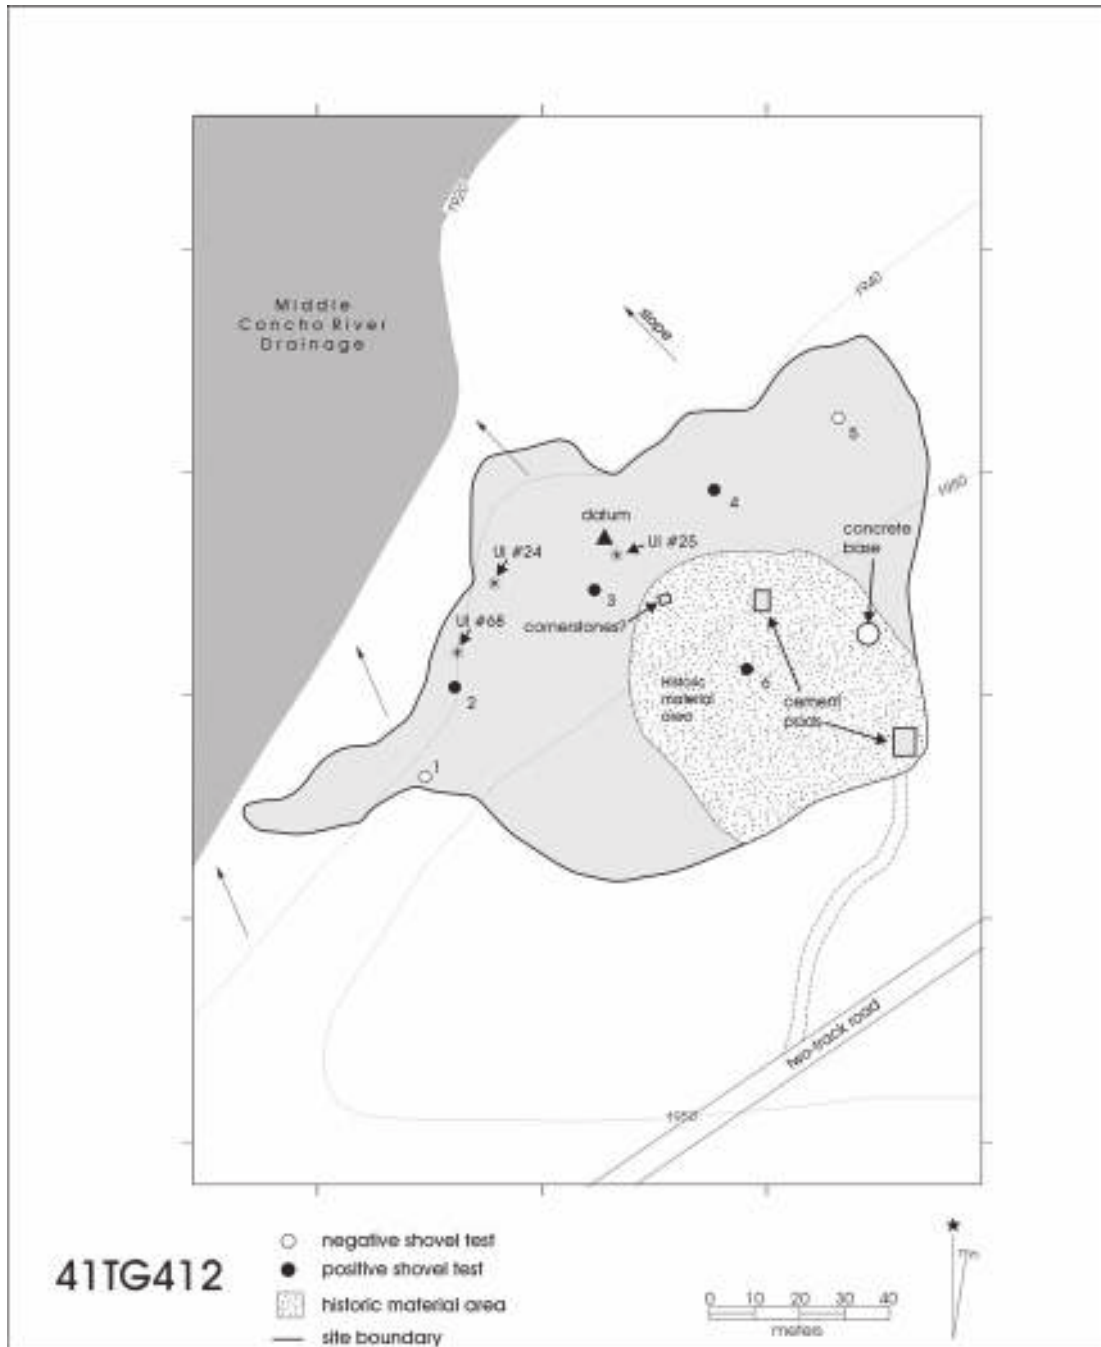 1920
Middle
Concho River
Drainage
1940
slope
5
1950
4
concrete
base
datum
UI #25
UI #24
3
cornerstones?
UI #68
Historic
material
area
6
cement
pads
2
1
two-track road
1950
negative shovel test
41TG412
positive shovel test
historic material area
site boundary
0 10 20 30 40
meters